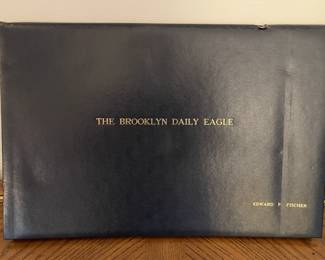 THE BROOKLYN DAILY EAGLE
EDWARD F. FISCHER